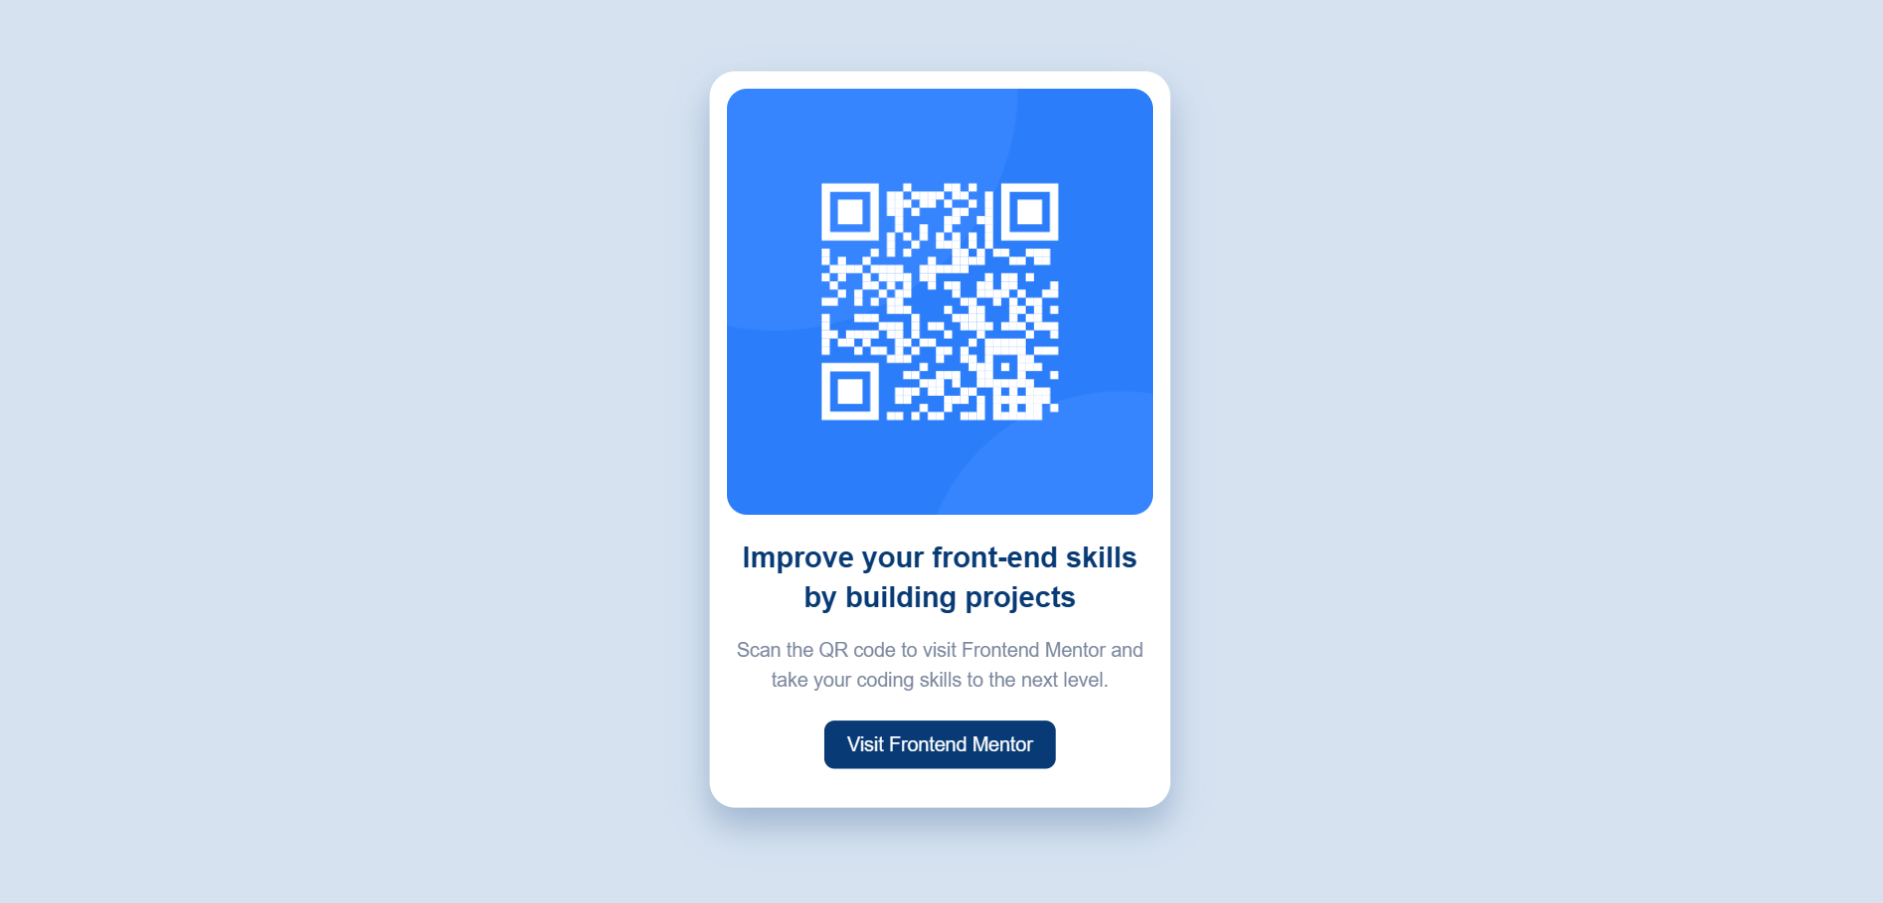 Improve your front-end skills
by building projects
Scan the QR code to visit Frontend Mentor and
take your coding skills to the next level.
Visit Frontend Mentor